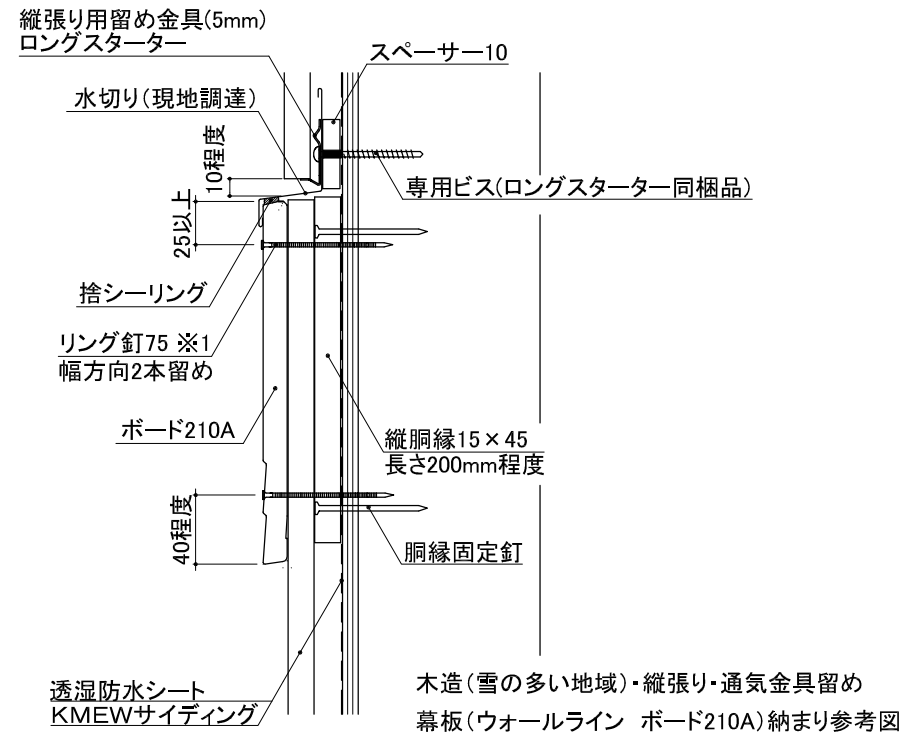 縦張り用留め金具(5mm)
ロングスターター
スペーサー10
水切り(現地調達)
10程度
専用ビス(ロングスターター同梱品)
25以上
捨シーリング
リング釘75 ※1
幅方向2本留め
ボード210A
縦胴縁15×45
長さ200mm程度
40程度
胴縁固定釘
透湿防水シート
KMEWサイディング
木造(雪の多い地域)・縦張り・通気金具留め
幕板(ウォールライン ボード210A)納まり参考図